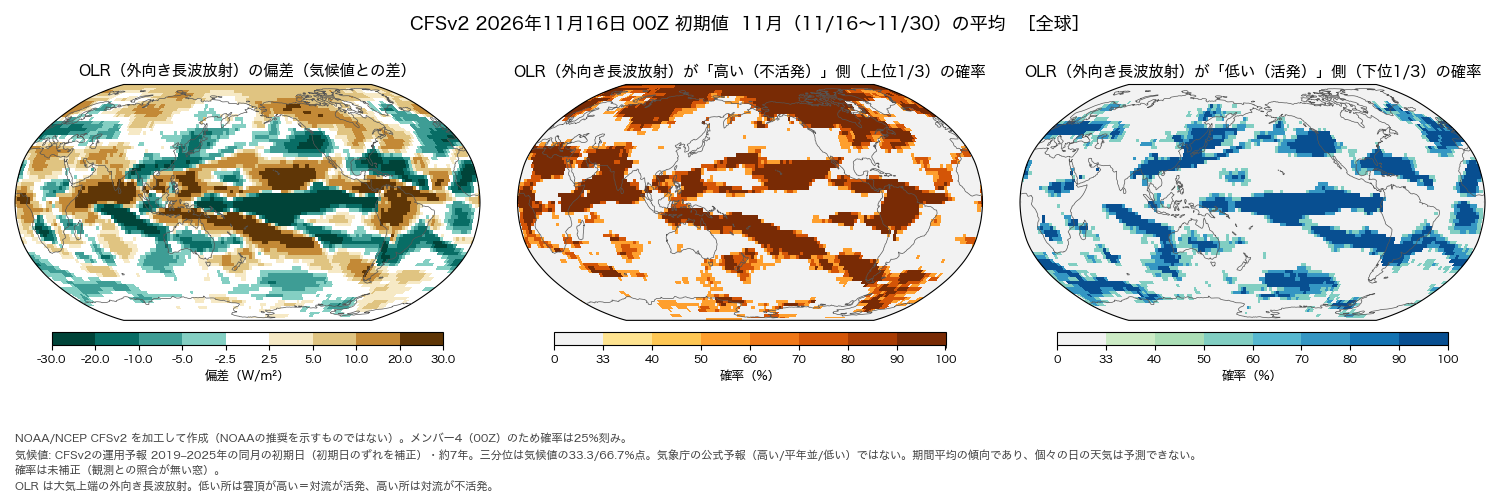 CFSv2 2026年11月16日 00Z 初期値  11月（11/16〜11/30）の平均　［全球］
OLR（外向き長波放射）の偏差（気候値との差）
OLR（外向き長波放射）が「高い（不活発）」側（上位1/3）の確率
OLR（外向き長波放射）が「低い（活発）」側（下位1/3）の確率
-30.0 -20.0 -10.0 -5.0 -2.5 2.5 5.0 10.0 20.0 30.0
偏差（W/m²）
0 33 40 50 60 70 80 90 100
確率（%）
0 33 40 50 60 70 80 90 100
確率（%）
NOAA/NCEP CFSv2 を加工して作成（NOAAの推奨を示すものではない）。メンバー4（00Z）のため確率は25%刻み。
気候値: CFSv2の運用予報 2019–2025年の同月の初期日（初期日のずれを補正）・約7年。三分位は気候値の33.3/66.7%点。気象庁の公式予報（高い/平年並/低い）ではない。期間平均の傾向であり、個々の日の天気は予測できない。
確率は未補正（観測との照合が無い窓）。
OLR は大気上端の外向き長波放射。低い所は雲頂が高い＝対流が活発、高い所は対流が不活発。